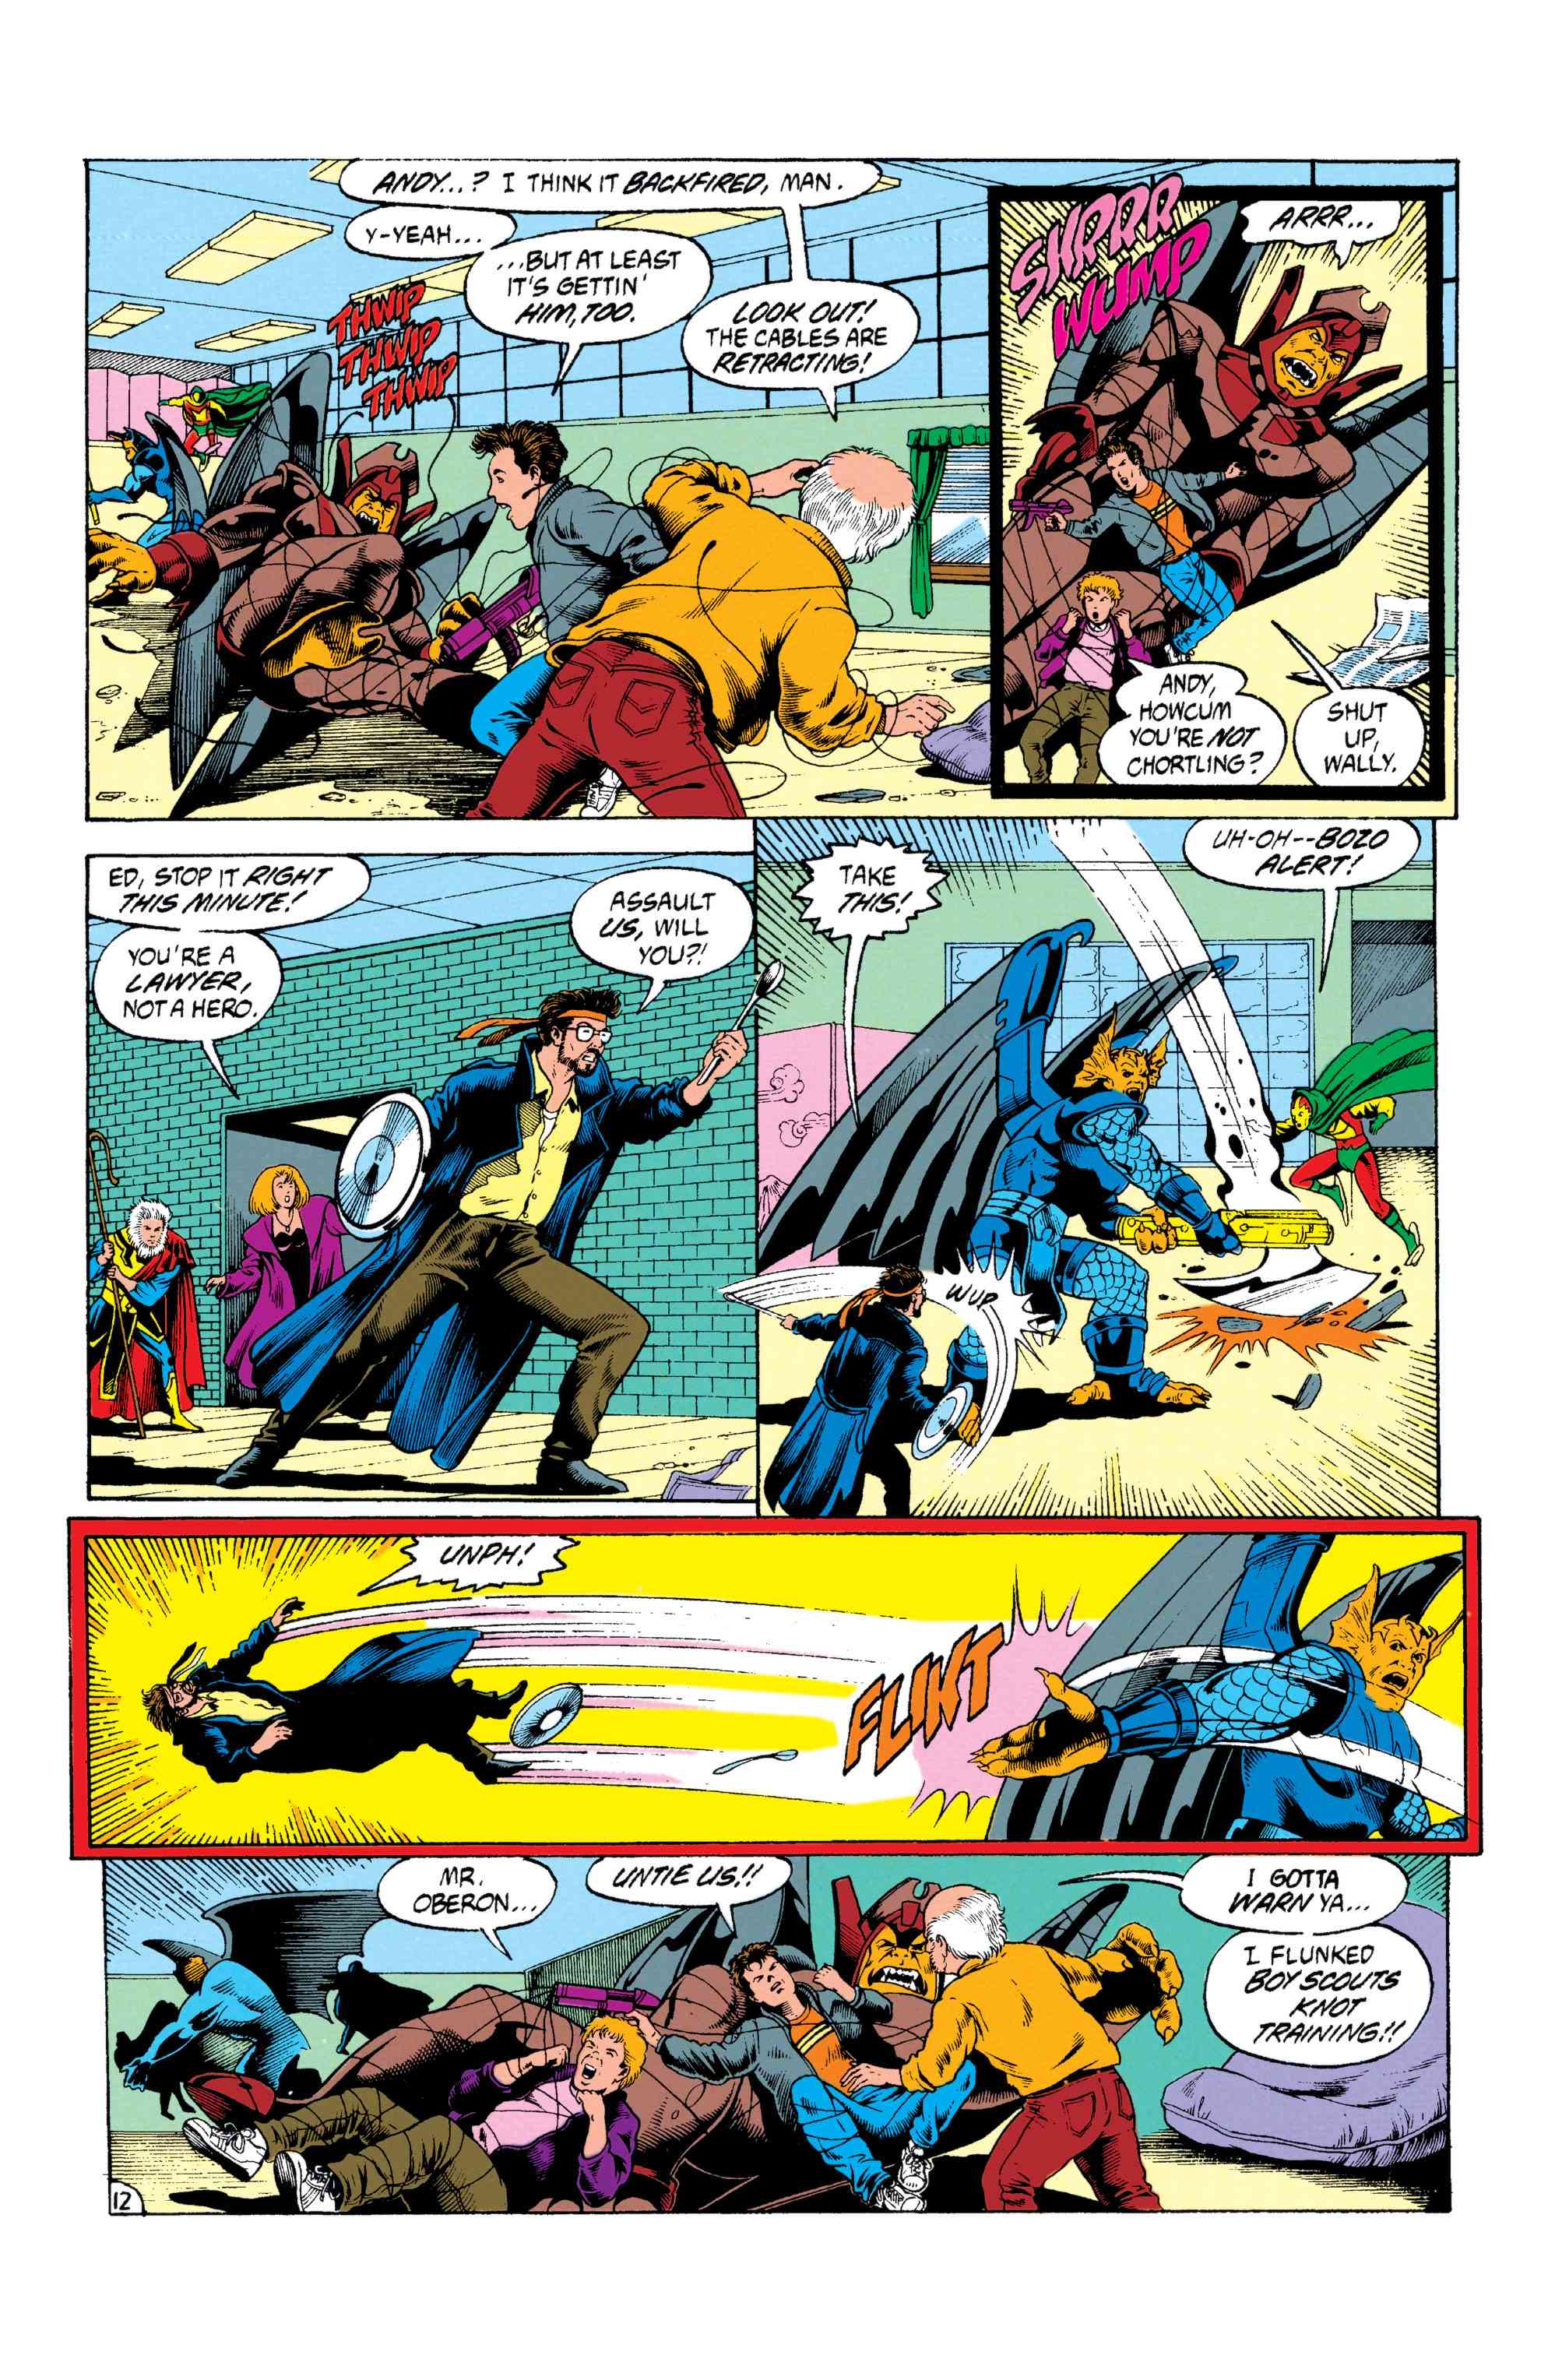 ANDY...? I THINK IT BACKFIRED, MAN.
Y-YEAH...
...BUT AT LEAST
IT'S GETTIN'
HIM, TOO.
LOOK OUT!
THE CABLES ARE
RETRACTING!
THWIP
THWIP
THWIP
SHRRR
WUMP
ARRR...
ANDY,
HOWCUM
YOU'RE NOT
CHORTLING?
SHUT
UP,
WALLY.
ED, STOP IT RIGHT
THIS MINUTE!
YOU'RE A
LAWYER,
NOT A HERO.
ASSAULT
US, WILL
YOU?!
TAKE
THIS!
UH-OH--BOZO
ALERT!
WUP
UNPH!
FLIKT
MR.
OBERON...
UNTIE US!!
I GOTTA
WARN YA...
I FLUNKED
BOY SCOUTS
KNOT
TRAINING!!
12